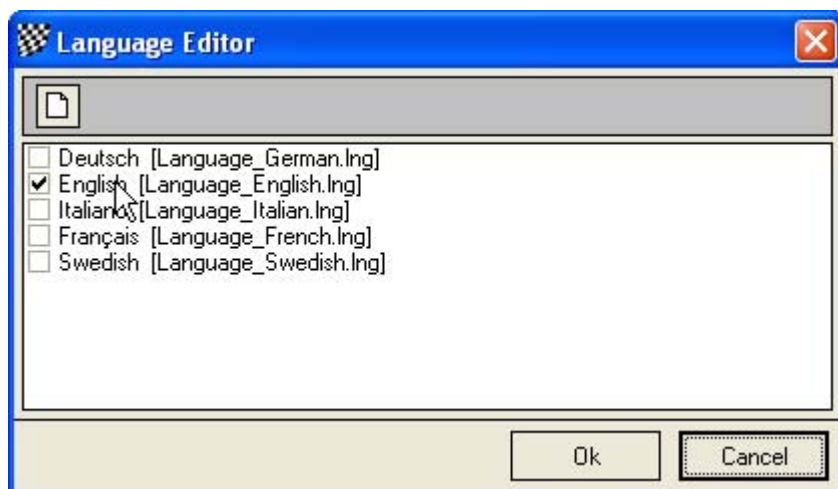 Language Editor
Deutsch [Language_German.lng]
English [Language_English.lng]
Italiano [Language_Italian.lng]
Français [Language_French.lng]
Swedish [Language_Swedish.lng]
Ok Cancel